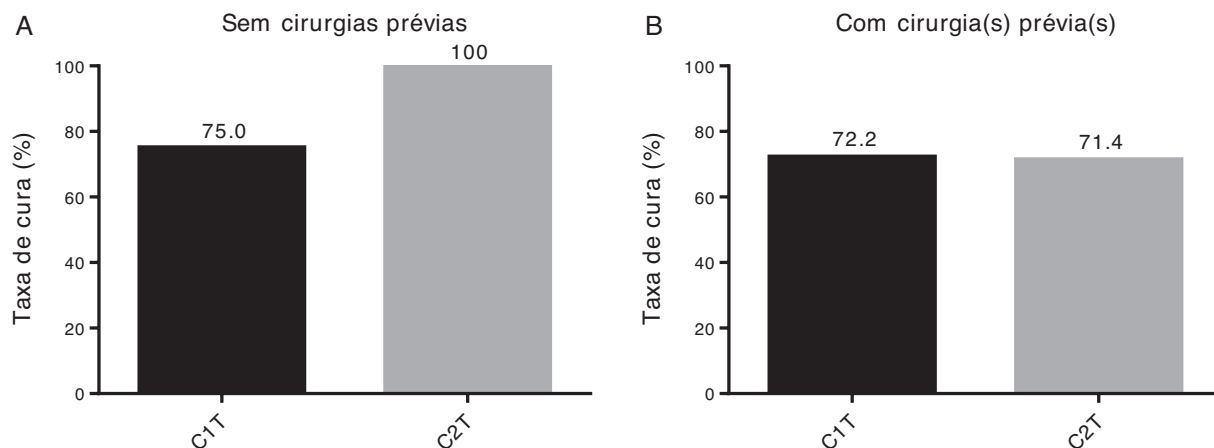 A
Sem cirurgias prévias
100
100
80
75.0
60
40
20
0
Taxa de cura (%)
C1T
C2T
B
Com cirurgia(s) prévia(s)
100
80
72.2
71.4
60
40
20
0
Taxa de cura (%)
C1T
C2T